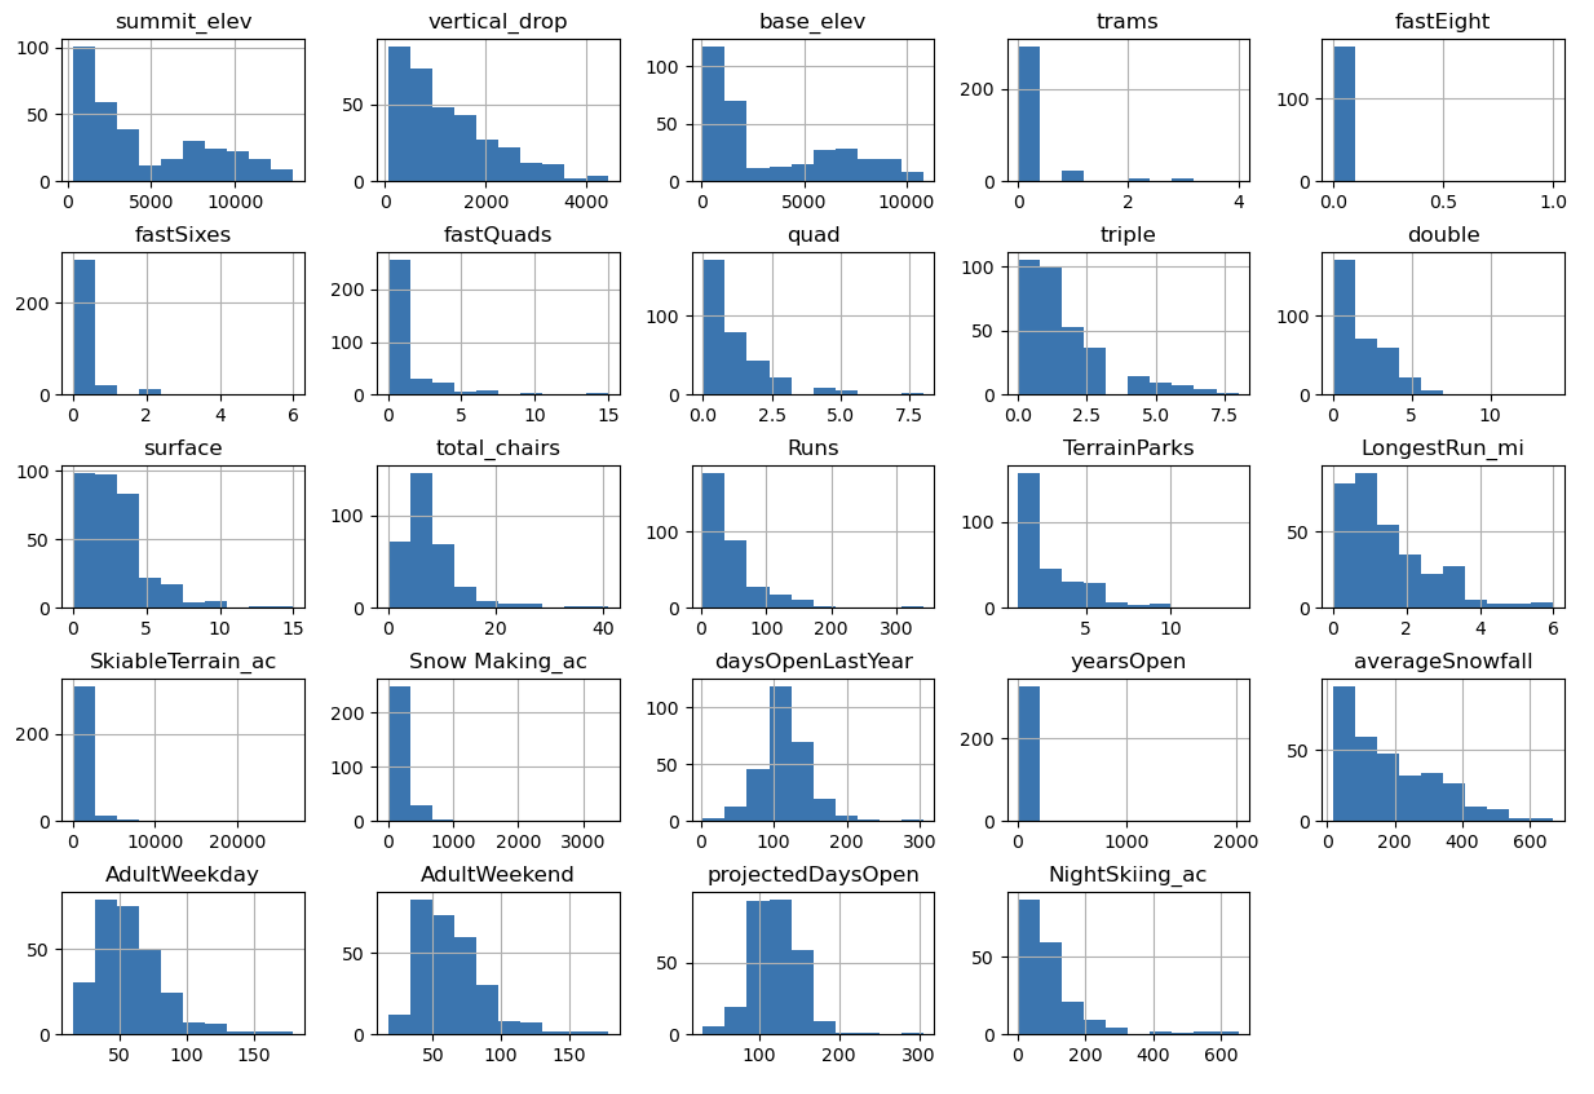 summit_elev vertical_drop base_elev trams fastEight
100
50
0
0 5000 10000
50
0
0 2000 4000
100
50
0
0 5000 10000
200
0
0 2 4
100
0
0.0 0.5 1.0
fastSixes fastQuads quad triple double
200
0
0 2 4 6
200
100
0
0 5 10 15
100
0
0.0 2.5 5.0 7.5
100
50
0
0.0 2.5 5.0 7.5
100
0
0 5 10
surface total_chairs Runs TerrainParks LongestRun_mi
100
50
0
0 5 10 15
100
0
0 20 40
100
0
0 100 200 300
100
0
5 10
50
0
0 2 4 6
SkiableTerrain_ac Snow Making_ac daysOpenLastYear yearsOpen averageSnowfall
200
0
0 10000 20000
200
100
0
0 1000 2000 3000
100
50
0
0 100 200 300
200
0
0 1000 2000
50
0
0 200 400 600
AdultWeekday AdultWeekend projectedDaysOpen NightSkiing_ac
50
0
50 100 150
50
0
50 100 150
50
0
100 200 300
50
0
0 200 400 600